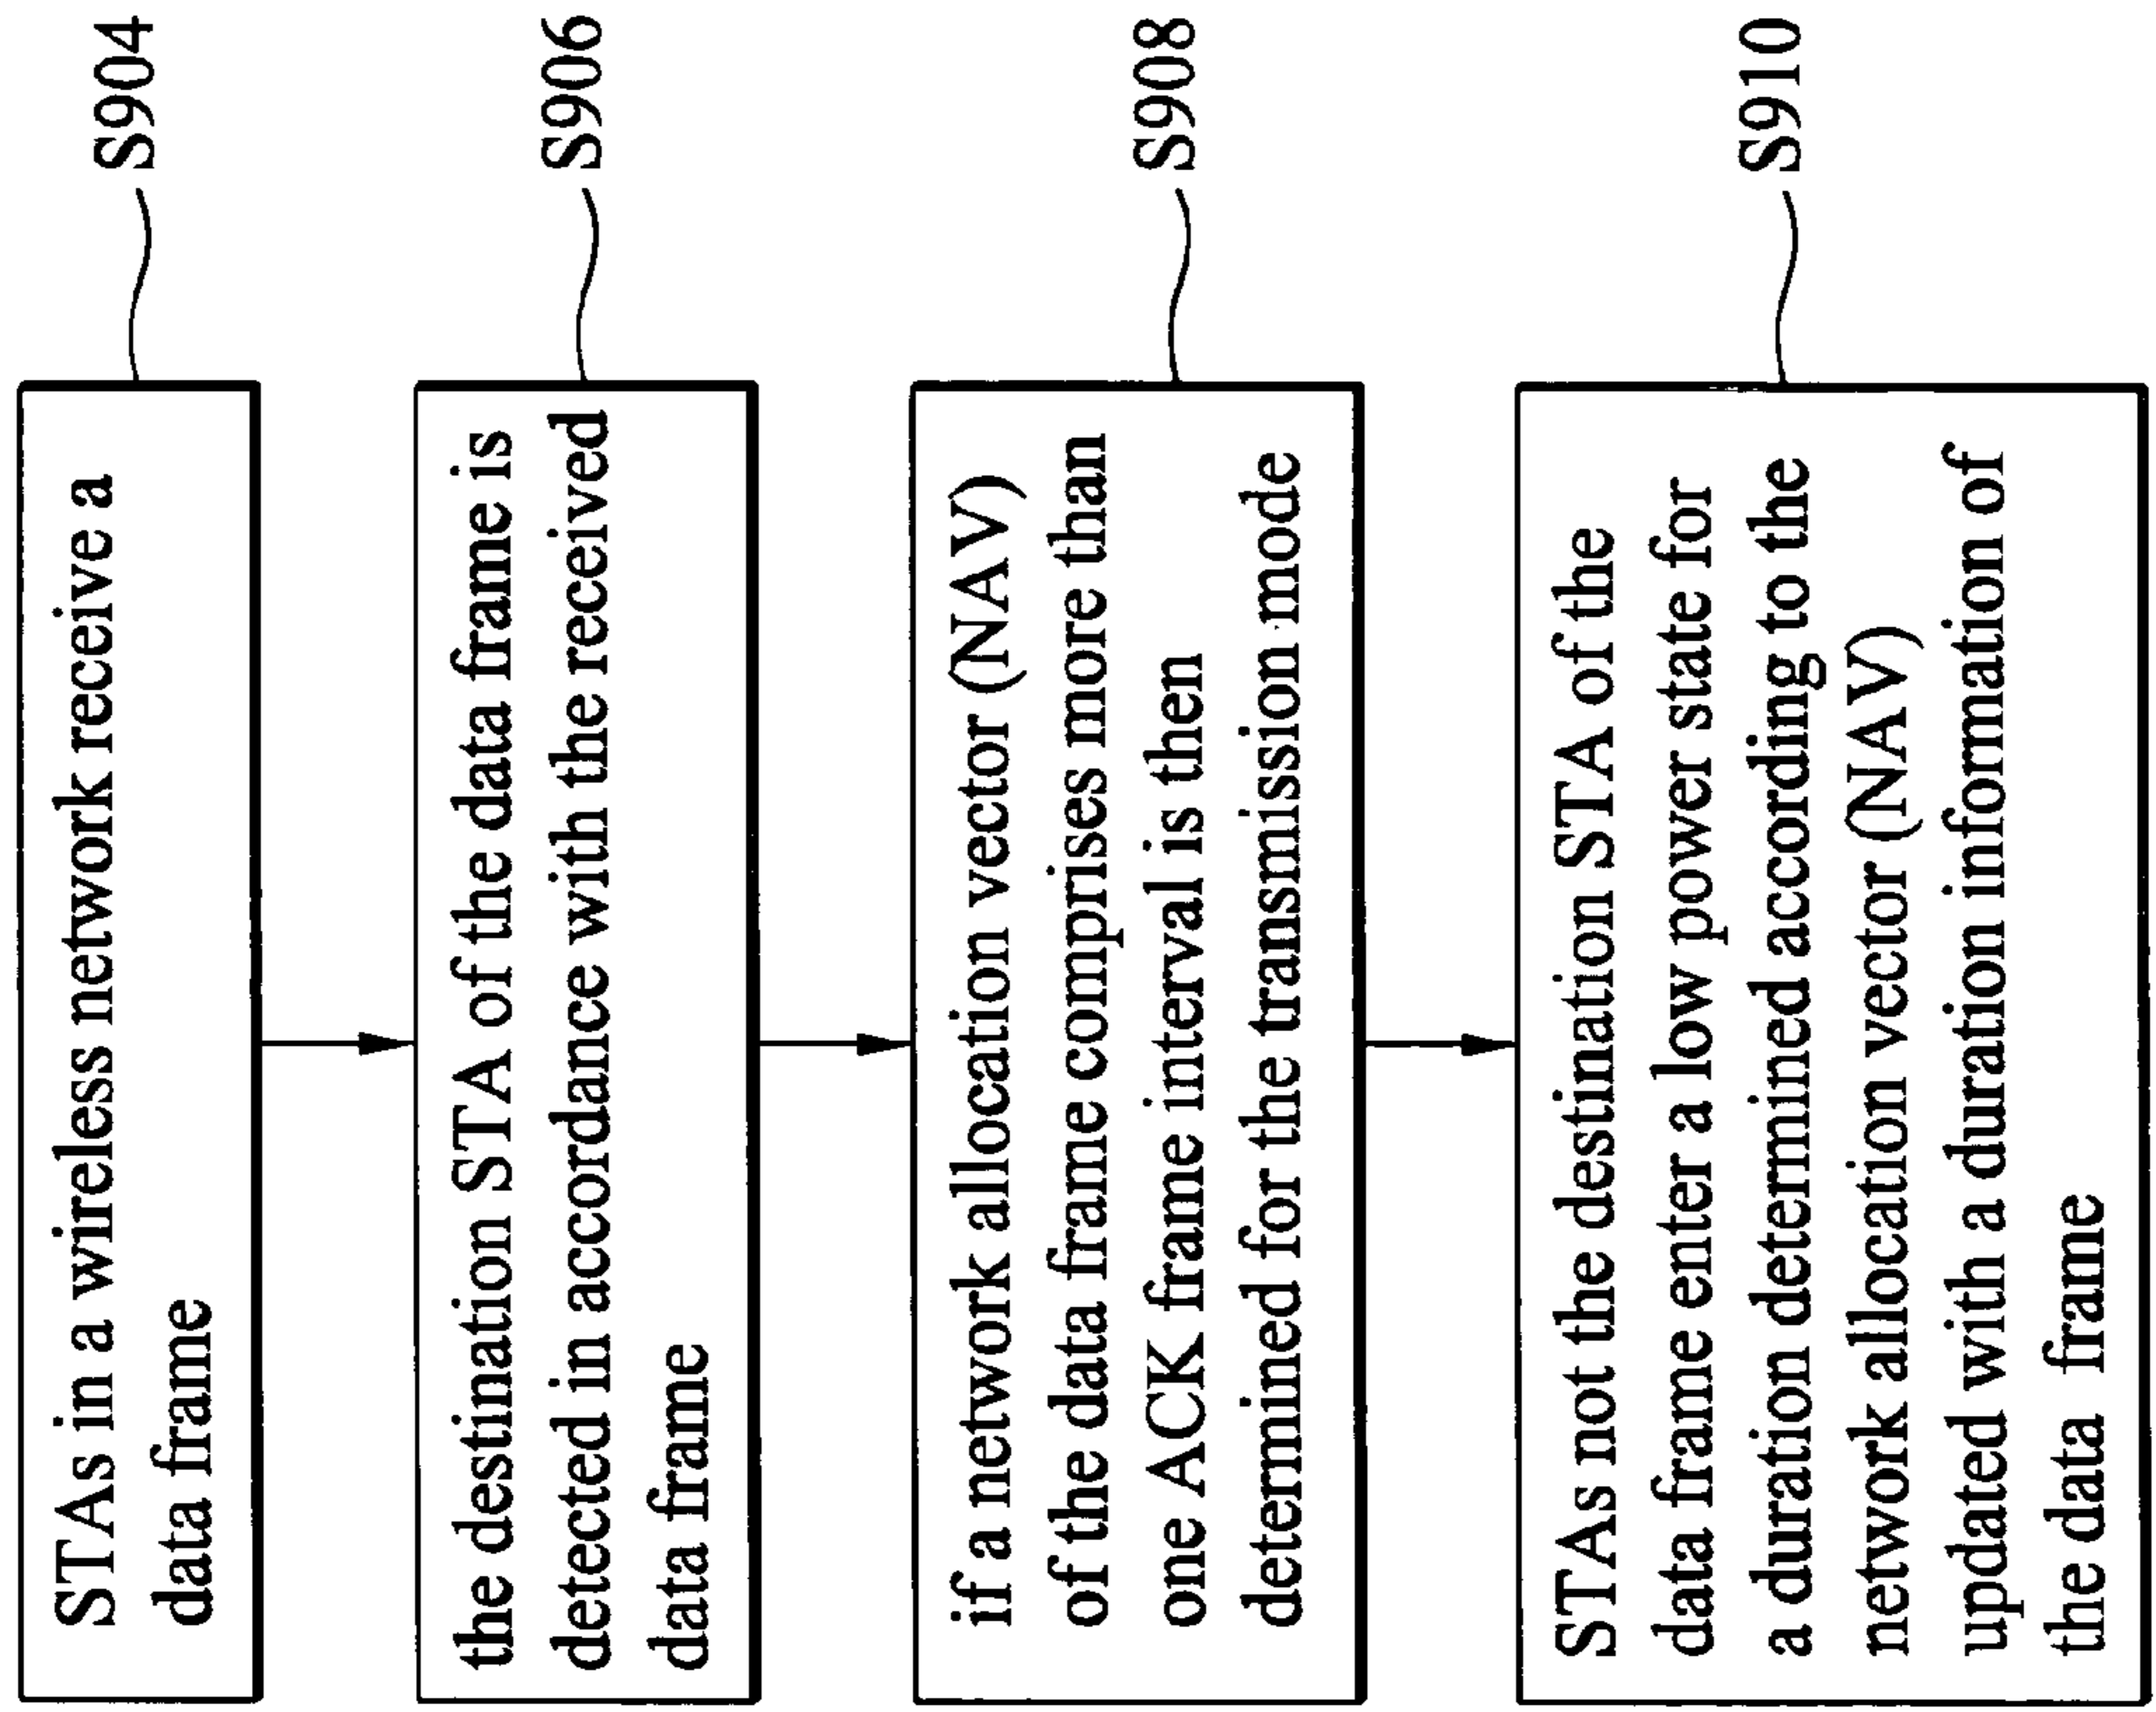 STAs in a wireless network receive a
data frame
S904
the destination STA of the data frame is
detected in accordance with the received
data frame
S906
if a network allocation vector (NAV)
of the data frame comprises more than
one ACK frame interval is then
determined for the transmission mode
S908
STAs not the destination STA of the
data frame enter a low power state for
a duration determined according to the
network allocation vector (NAV)
updated with a duration information of
the data frame
S910